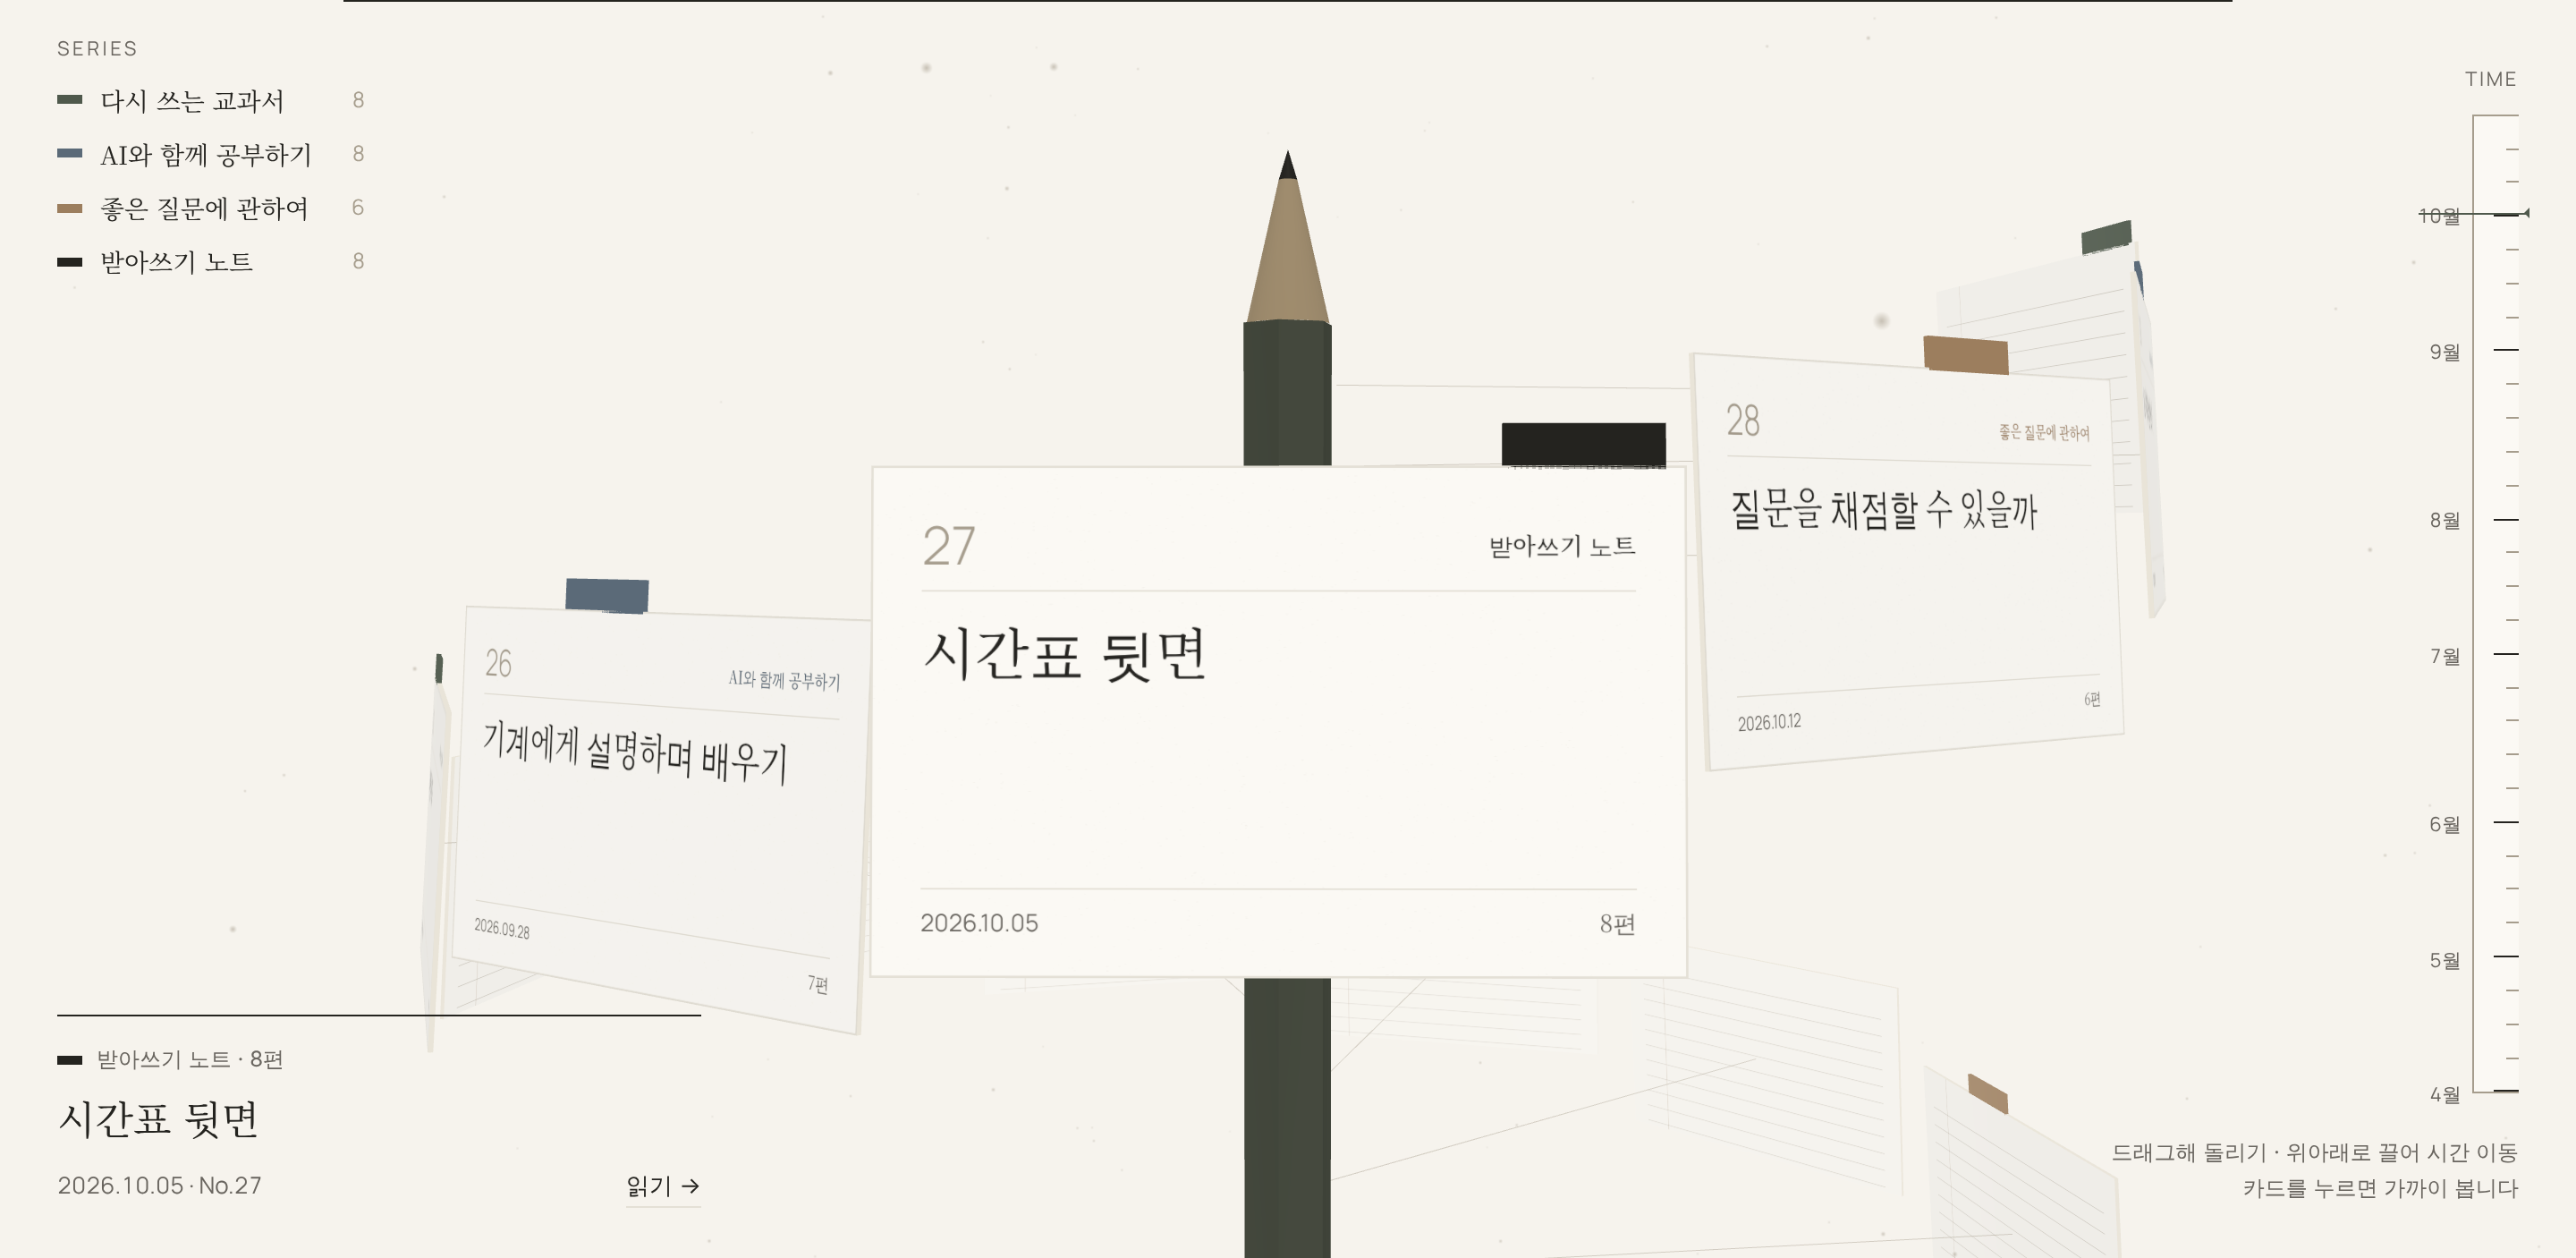 SERIES
다시 쓰는 교과서 8
AI와 함께 공부하기 8
좋은 질문에 관하여 6
받아쓰기 노트 8
TIME
10월
9월
8월
7월
6월
5월
4월
26 AI와 함께 공부하기
기계에게 설명하며 배우기
2026.09.28 7편
27 받아쓰기 노트
시간표 뒷면
2026.10.05 8편
28 좋은 질문에 관하여
질문을 채점할 수 있을까
2026.10.12 6편
받아쓰기 노트 · 8편
시간표 뒷면
2026.10.05 · No.27 읽기 →
드래그해 돌리기 · 위아래로 끌어 시간 이동
카드를 누르면 가까이 봅니다